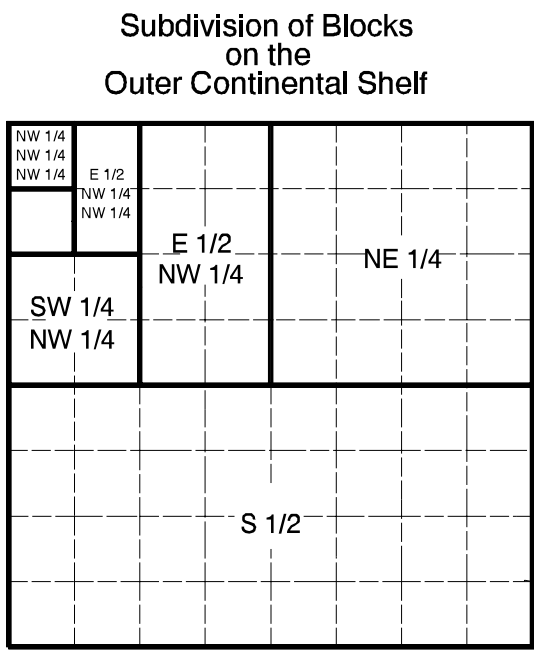 Subdivision of Blocks
on the
Outer Continental Shelf
NW 1/4
NW 1/4
NW 1/4
E 1/2
NW 1/4
NW 1/4
E 1/2
NW 1/4
NE 1/4
SW 1/4
NW 1/4
S 1/2